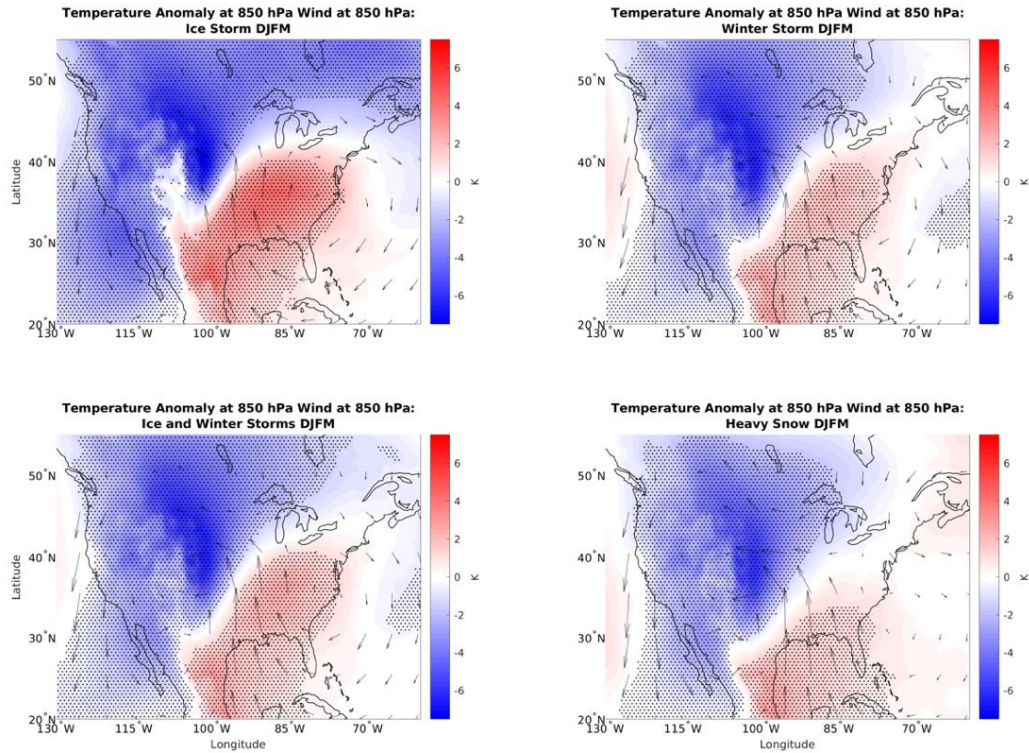 Temperature Anomaly at 850 hPa Wind at 850 hPa:
Ice Storm DJFM
50°N
40°N
30°N
20°N
130°W
115°W
100°W
85°W
70°W
Latitude
6
4
2
0
-2
-4
-6
K
Temperature Anomaly at 850 hPa Wind at 850 hPa:
Winter Storm DJFM
50°N
40°N
30°N
20°N
130°W
115°W
100°W
85°W
70°W
6
4
2
0
-2
-4
-6
K
Temperature Anomaly at 850 hPa Wind at 850 hPa:
Ice and Winter Storms DJFM
50°N
40°N
30°N
20°N
130°W
115°W
100°W
85°W
70°W
Latitude
Longitude
6
4
2
0
-2
-4
-6
K
Temperature Anomaly at 850 hPa Wind at 850 hPa:
Heavy Snow DJFM
50°N
40°N
30°N
20°N
130°W
115°W
100°W
85°W
70°W
Longitude
6
4
2
0
-2
-4
-6
K